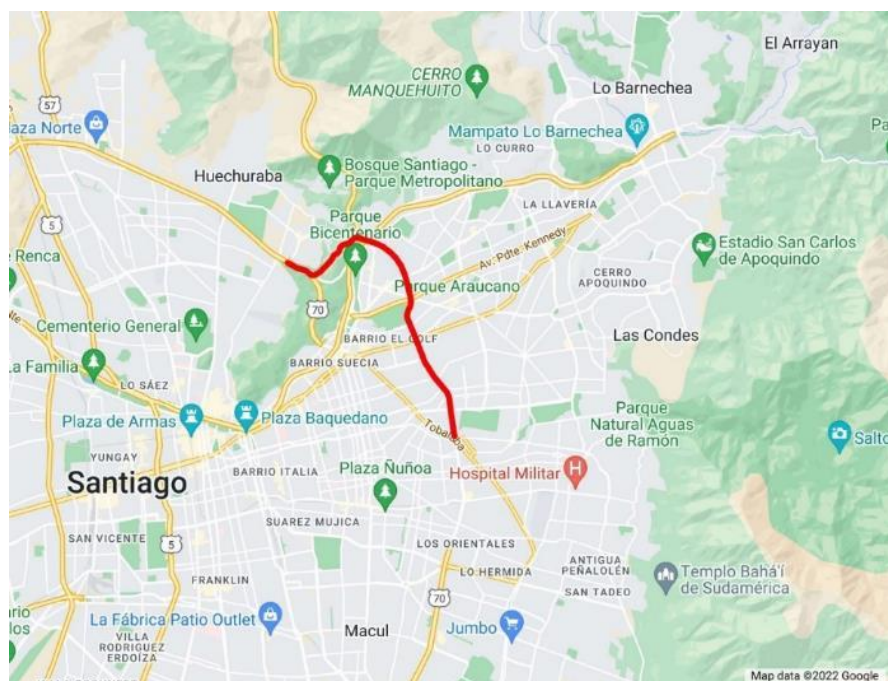 El Arrayan
CERRO
MANQUEHUITO
Lo Barnechea
57
Plaza Norte
Mampato Lo Barnechea
LO CURRO
Huechuraba
Bosque Santiago -
Parque Metropolitano
LA LLAVERÍA
5
Parque
Bicentenario
Estadio San Carlos
de Apoquindo
e Renca
Av. Pdte. Kennedy
CERRO
APOQUINDO
Parque Araucano
70
Cementerio General
Las Condes
BARRIO EL GOLF
La Familia
BARRIO SUECIA
LO SÁEZ
Plaza de Armas
Plaza Baquedano
Parque
Natural Aguas
de Ramón
Tobalaba
Salto
YUNGAY
BARRIO ITALIA
Plaza Ñuñoa
Hospital Militar
Santiago
SUAREZ MUJICA
SAN VICENTE
5
LOS ORIENTALES
LO HERMIDA
ANTIGUA
PEÑALOLÉN
FRANKLIN
70
SAN TADEO
Templo Bahá'í
de Sudamérica
La Fábrica Patio Outlet
Macul
Jumbo
VILLA
RODRIGUEZ
ERDOÍZA
Map data ©2022 Google